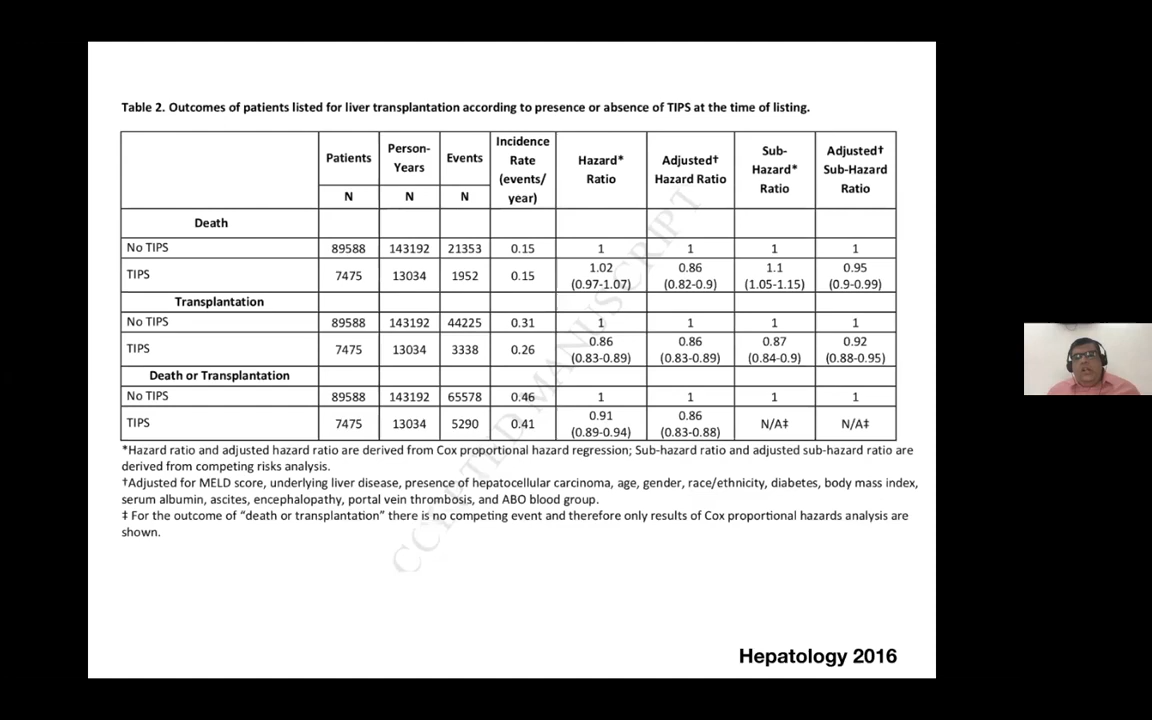 Table 2. Outcomes of patients listed for liver transplantation according to presence or absence of TIPS at the time of listing.
Patients Person-Years Events Incidence Rate (events/year) Hazard* Ratio Adjusted† Hazard Ratio Sub-Hazard* Ratio Adjusted† Sub-Hazard Ratio
N N N
Death
No TIPS 89588 143192 21353 0.15 1 1 1 1
TIPS 7475 13034 1952 0.15 1.02 (0.97-1.07) 0.86 (0.82-0.9) 1.1 (1.05-1.15) 0.95 (0.9-0.99)
Transplantation
No TIPS 89588 143192 44225 0.31 1 1 1 1
TIPS 7475 13034 3338 0.26 0.86 (0.83-0.89) 0.86 (0.83-0.89) 0.87 (0.84-0.9) 0.92 (0.88-0.95)
Death or Transplantation
No TIPS 89588 143192 65578 0.46 1 1 1 1
TIPS 7475 13034 5290 0.41 0.91 (0.89-0.94) 0.86 (0.83-0.88) N/A‡ N/A‡
*Hazard ratio and adjusted hazard ratio are derived from Cox proportional hazard regression; Sub-hazard ratio and adjusted sub-hazard ratio are
derived from competing risks analysis.
†Adjusted for MELD score, underlying liver disease, presence of hepatocellular carcinoma, age, gender, race/ethnicity, diabetes, body mass index,
serum albumin, ascites, encephalopathy, portal vein thrombosis, and ABO blood group.
‡ For the outcome of “death or transplantation” there is no competing event and therefore only results of Cox proportional hazards analysis are
shown.
CCEPTED MANUSCRIPT
Hepatology 2016